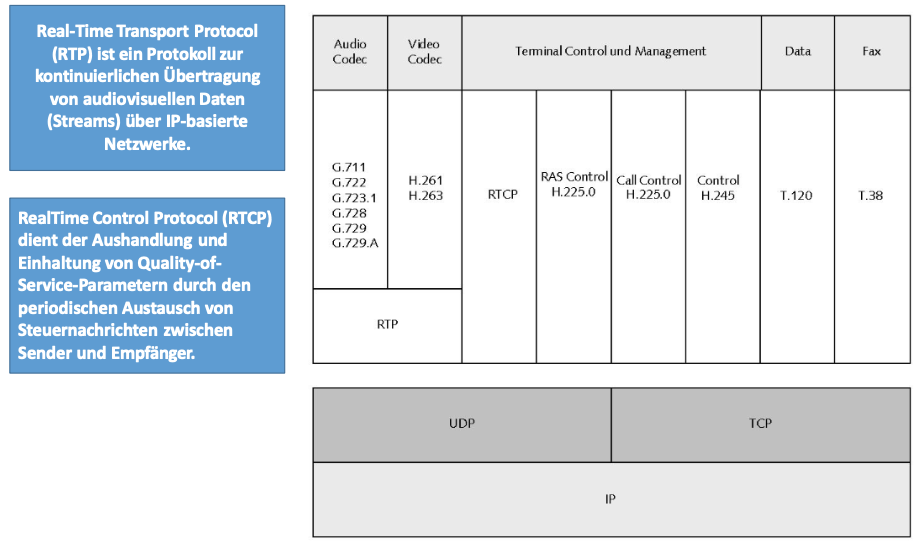 Real-Time Transport Protocol
(RTP) ist ein Protokoll zur
kontinuierlichen Übertragung
von audiovisuellen Daten
(Streams) über IP-basierte
Netzwerke.
RealTime Control Protocol (RTCP)
dient der Aushandlung und
Einhaltung von Quality-of-
Service-Parametern durch den
periodischen Austausch von
Steuernachrichten zwischen
Sender und Empfänger.
Audio
Codec
Video
Codec
Terminal Control und Management
Data
Fax
G.711
G.722
G.723.1
G.728
G.729
G.729.A
H.261
H.263
RTCP
RAS Control
H.225.0
Call Control
H.225.0
Control
H.245
T.120
T.38
RTP
UDP
TCP
IP